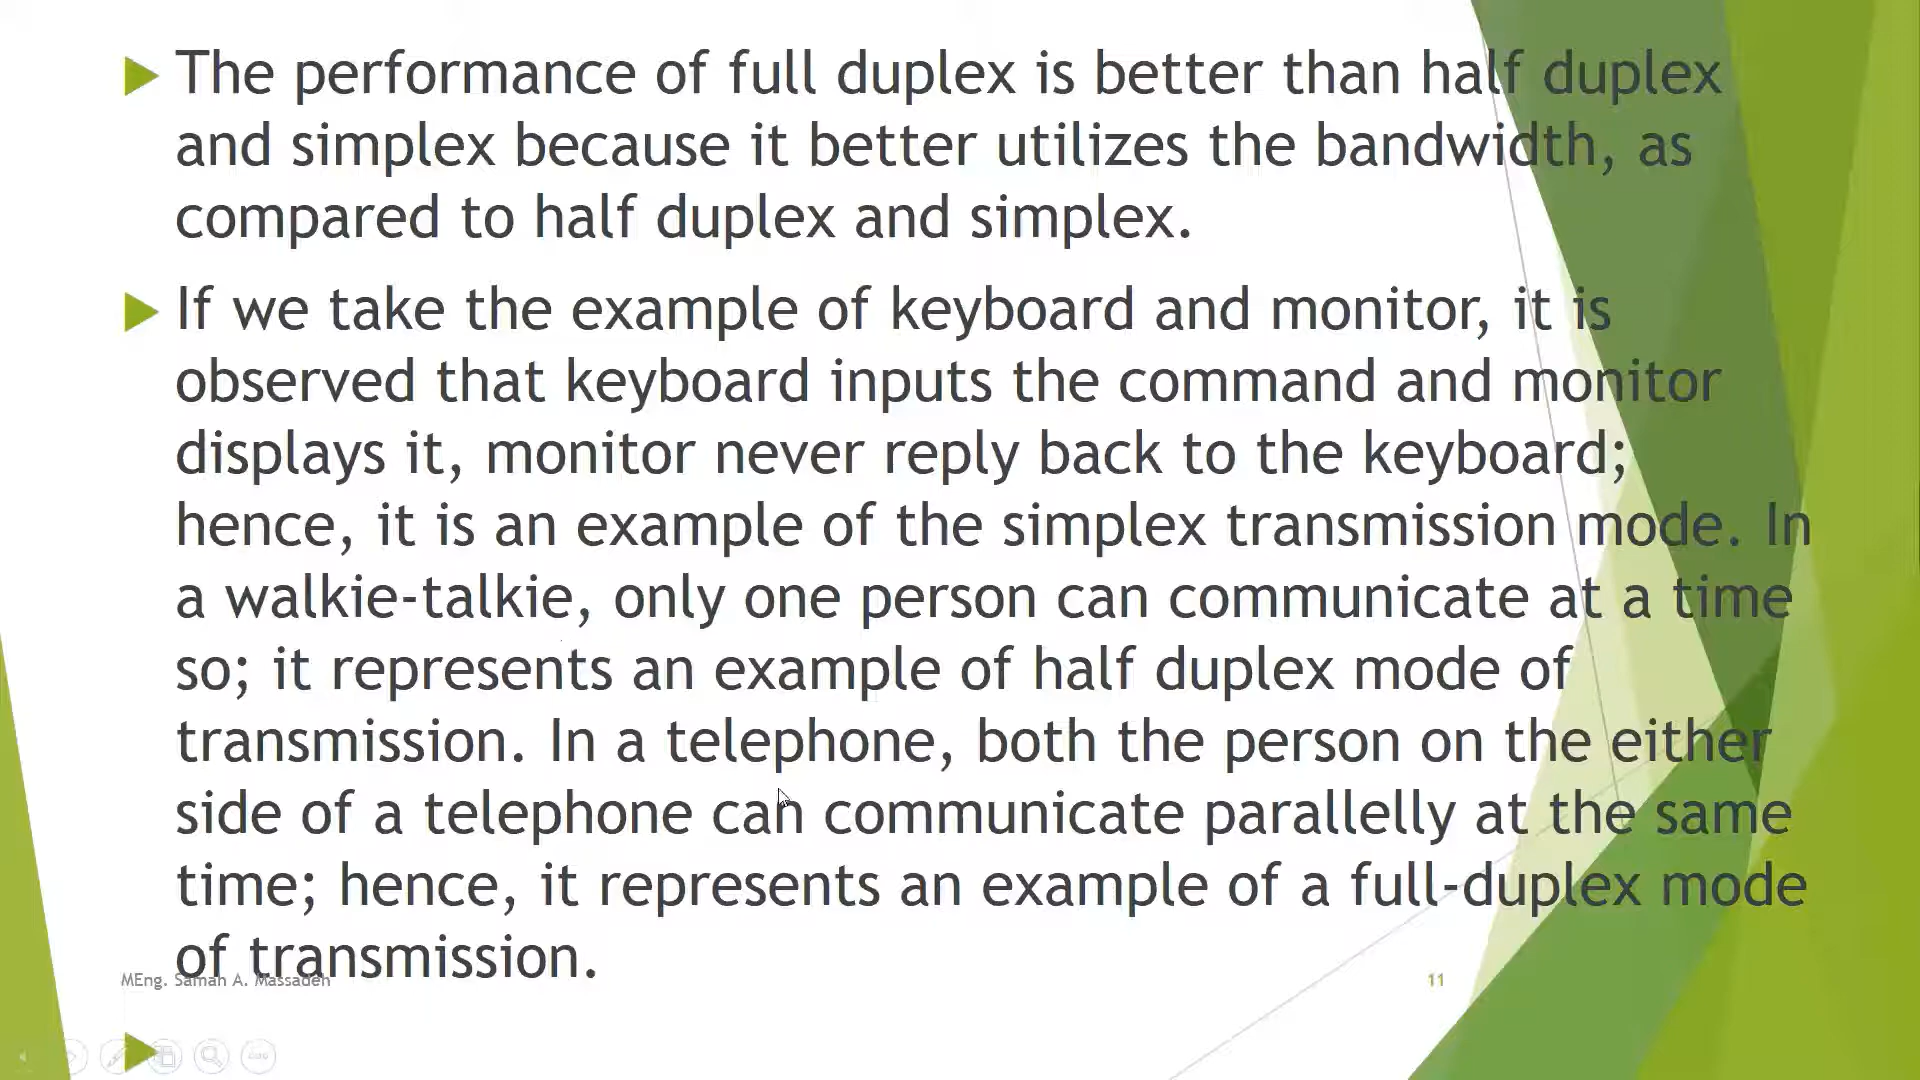 The performance of full duplex is better than half duplex
and simplex because it better utilizes the bandwidth, as
compared to half duplex and simplex.
If we take the example of keyboard and monitor, it is
observed that keyboard inputs the command and monitor
displays it, monitor never reply back to the keyboard;
hence, it is an example of the simplex transmission mode. In
a walkie-talkie, only one person can communicate at a time
so; it represents an example of half duplex mode of
transmission. In a telephone, both the person on the either
side of a telephone can communicate parallelly at the same
time; hence, it represents an example of a full-duplex mode
of transmission.
MEng. Samah A. Massadeh
11